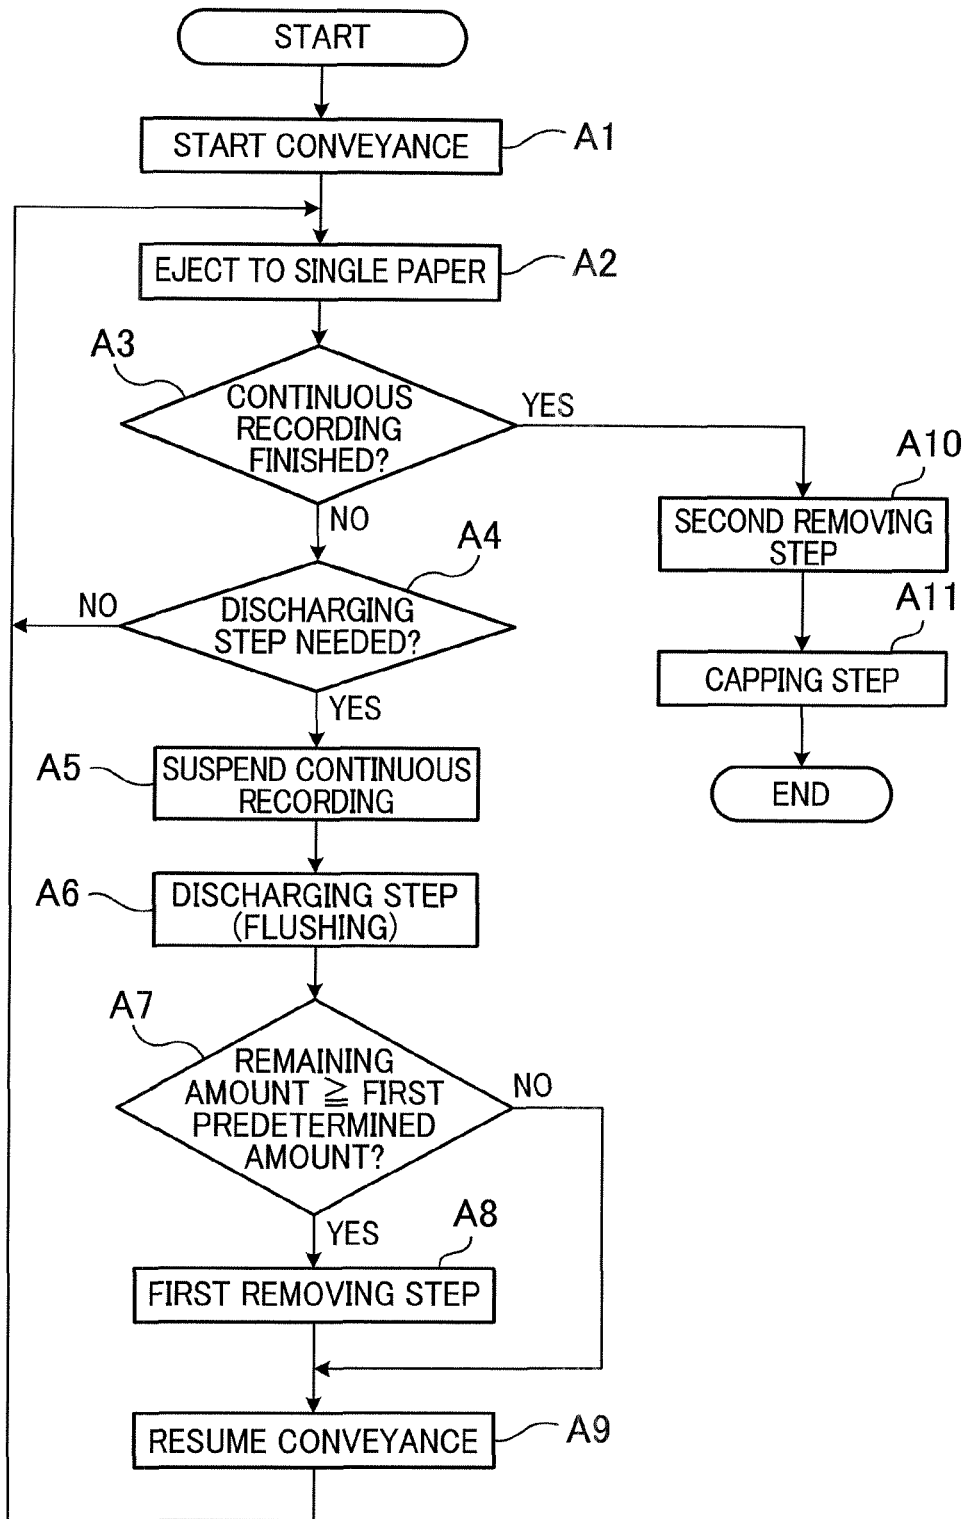 START
START CONVEYANCE
A1
EJECT TO SINGLE PAPER
A2
A3
CONTINUOUS
RECORDING
FINISHED?
YES
NO
A10
SECOND REMOVING
STEP
A11
CAPPING STEP
END
A4
DISCHARGING
STEP NEEDED?
NO
YES
A5
SUSPEND CONTINUOUS
RECORDING
A6
DISCHARGING STEP
(FLUSHING)
A7
REMAINING
AMOUNT ≧ FIRST
PREDETERMINED
AMOUNT?
NO
YES
A8
FIRST REMOVING STEP
RESUME CONVEYANCE
A9